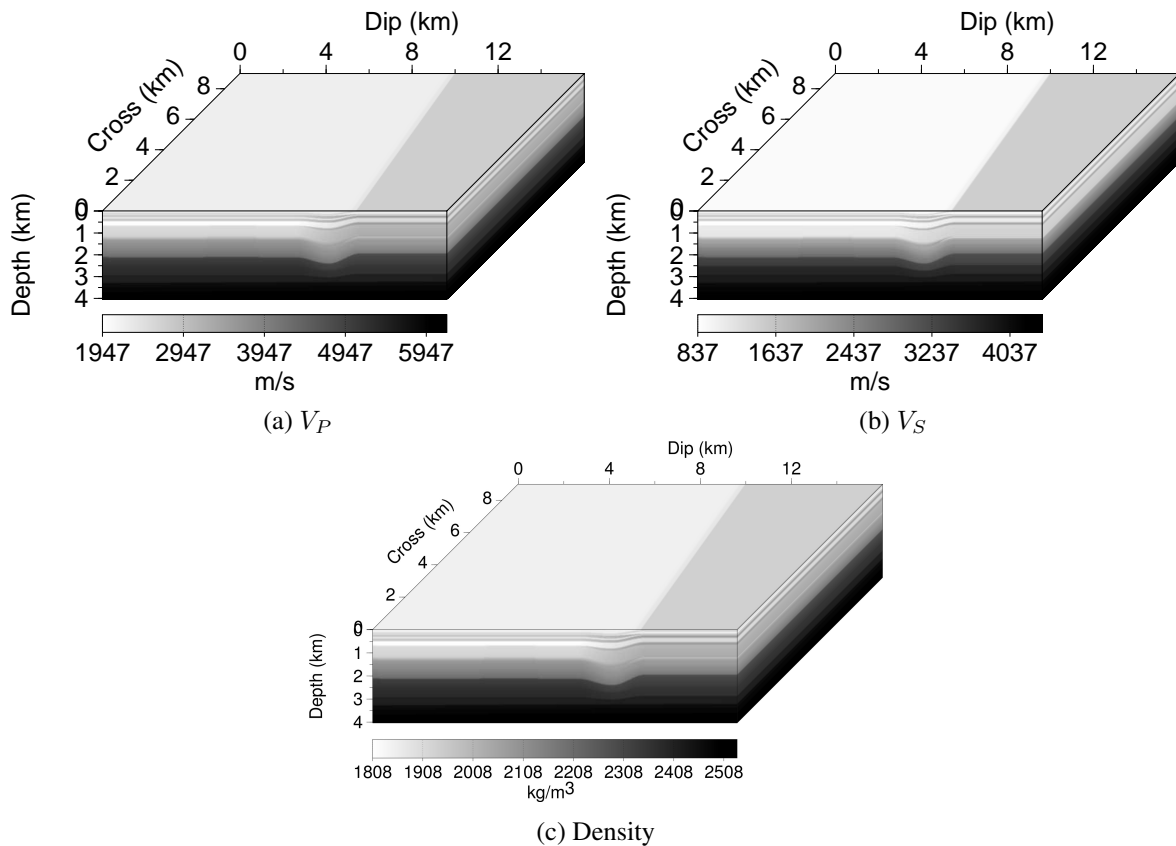 Dip (km)
0 4 8 12
Cross (km)
8
6
4
2
0
Depth (km)
0
1
2
3
4
1947 2947 3947 4947 5947
m/s
(a) V_P
Dip (km)
0 4 8 12
Cross (km)
8
6
4
2
0
Depth (km)
0
1
2
3
4
837 1637 2437 3237 4037
m/s
(b) V_S
Dip (km)
0 4 8 12
Cross (km)
8
6
4
2
0
Depth (km)
0
1
2
3
4
1808 1908 2008 2108 2208 2308 2408 2508
kg/m³
(c) Density